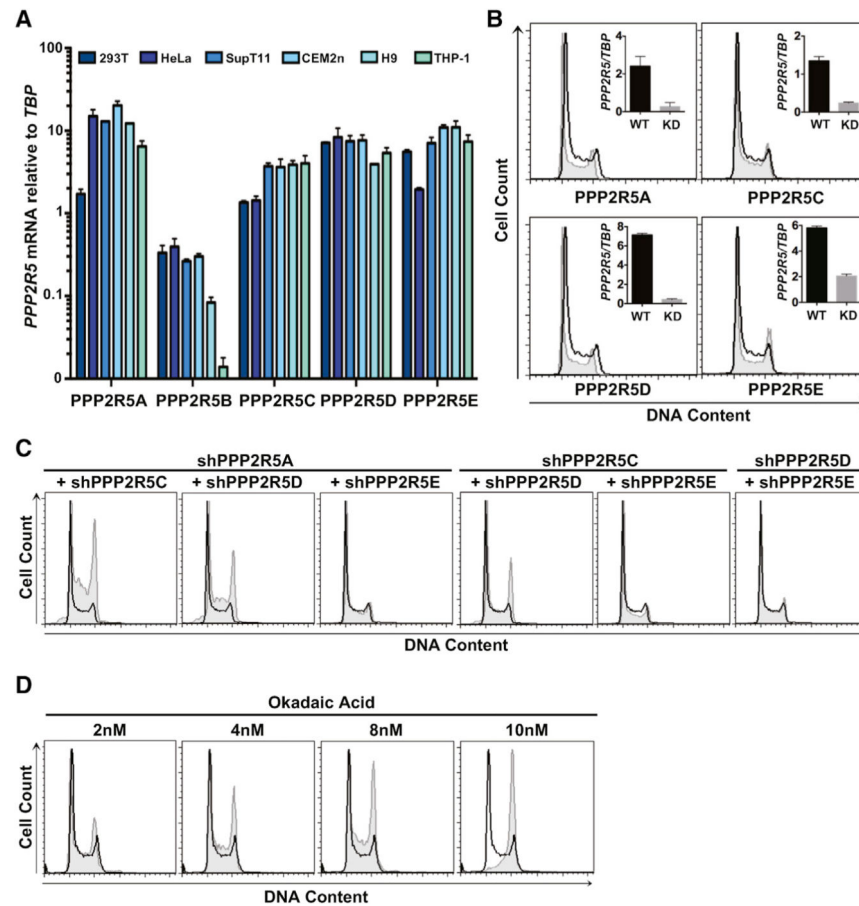 A
293T HeLa SupT11 CEM2n H9 THP-1
PPP2R5 mRNA relative to TBP
100
10
1
0.1
0
PPP2R5A PPP2R5B PPP2R5C PPP2R5D PPP2R5E
B
Cell Count
PPP2R5/TBP
4
2
0
WT KD
PPP2R5A
PPP2R5/TBP
2
1
0
WT KD
PPP2R5C
PPP2R5/TBP
8
6
4
2
0
WT KD
PPP2R5D
PPP2R5/TBP
6
4
2
0
WT KD
PPP2R5E
DNA Content
C
shPPP2R5A shPPP2R5C shPPP2R5D
+ shPPP2R5C + shPPP2R5D + shPPP2R5E + shPPP2R5D + shPPP2R5E + shPPP2R5E
Cell Count
DNA Content
D
Okadaic Acid
2nM 4nM 8nM 10nM
Cell Count
DNA Content